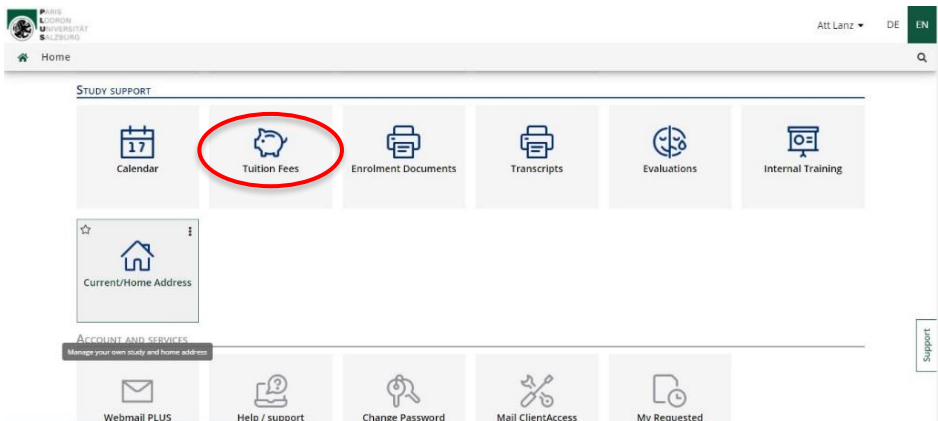 PARIS
LODRON
UNIVERSITÄT
SALZBURG
Att Lanz
DE
EN
Home
STUDY SUPPORT
17
Calendar
Tuition Fees
Enrolment Documents
Transcripts
Evaluations
Internal Training
Current/Home Address
ACCOUNT AND SERVICES
Manage your own study and home address
Support
Webmail PLUS
Help / support
Change Password
Mail ClientAccess
My Requested